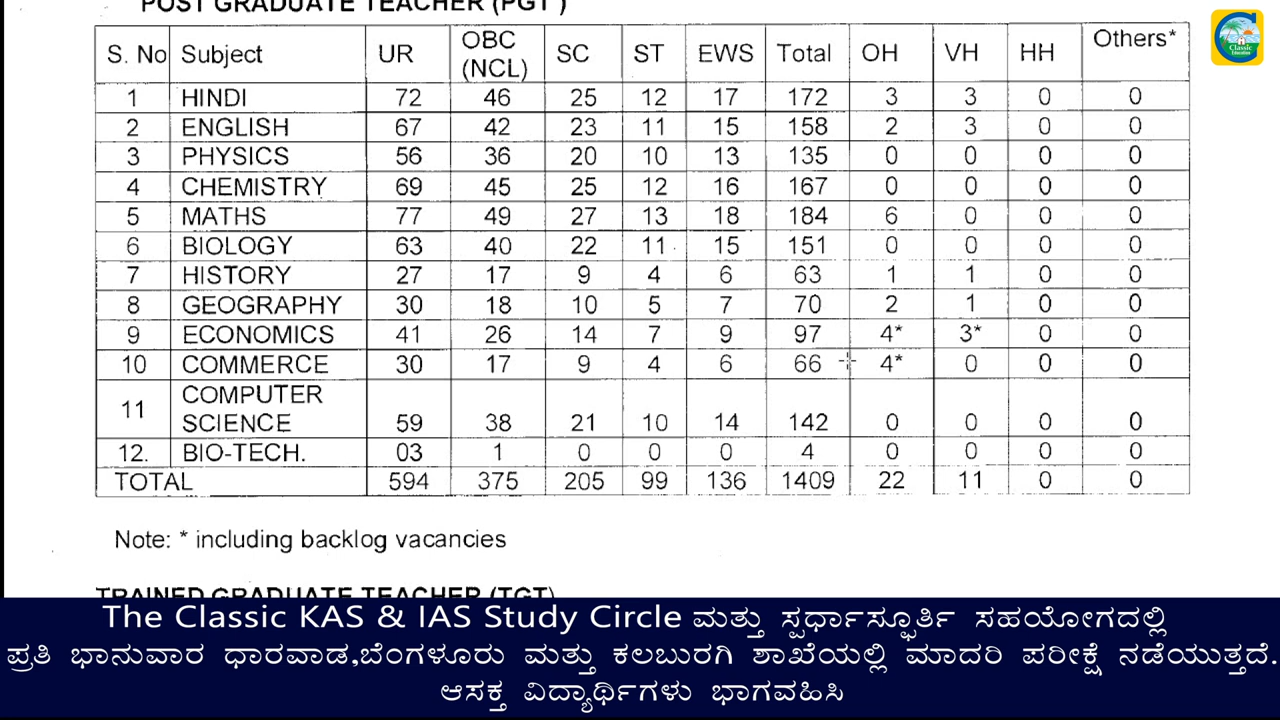 POST GRADUATE TEACHER (PGT )
S. No Subject UR OBC (NCL) SC ST EWS Total OH VH HH Others*
1 HINDI 72 46 25 12 17 172 3 3 0 0
2 ENGLISH 67 42 23 11 15 158 2 3 0 0
3 PHYSICS 56 36 20 10 13 135 0 0 0 0
4 CHEMISTRY 69 45 25 12 16 167 0 0 0 0
5 MATHS 77 49 27 13 18 184 6 0 0 0
6 BIOLOGY 63 40 22 11 15 151 0 0 0 0
7 HISTORY 27 17 9 4 6 63 1 1 0 0
8 GEOGRAPHY 30 18 10 5 7 70 2 1 0 0
9 ECONOMICS 41 26 14 7 9 97 4* 3* 0 0
10 COMMERCE 30 17 9 4 6 66 4* 0 0 0
11 COMPUTER SCIENCE 59 38 21 10 14 142 0 0 0 0
12. BIO-TECH. 03 1 0 0 0 4 0 0 0 0
TOTAL 594 375 205 99 136 1409 22 11 0 0
Note: * including backlog vacancies
TRAINED GRADUATE TEACHER (TGT)
The Classic KAS & IAS Study Circle ಮತ್ತು ಸ್ಪರ್ಧಾಸ್ಫೂರ್ತಿ ಸಹಯೋಗದಲ್ಲಿ
ಪ್ರತಿ ಭಾನುವಾರ ಧಾರವಾಡ,ಬೆಂಗಳೂರು ಮತ್ತು ಕಲಬುರಗಿ ಶಾಖೆಯಲ್ಲಿ ಮಾದರಿ ಪರೀಕ್ಷೆ ನಡೆಯುತ್ತದೆ.
ಆಸಕ್ತ ವಿದ್ಯಾರ್ಥಿಗಳು ಭಾಗವಹಿಸಿ
Classic
Education